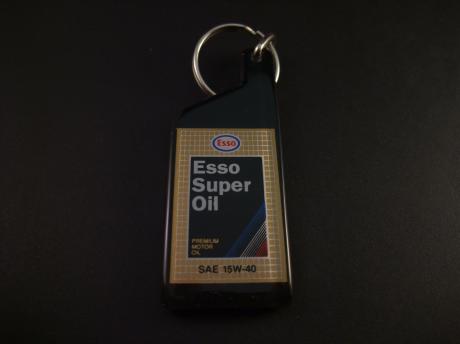 Esso
Esso
Super
Oil
PREMIUM
MOTOR
OIL
SAE 15W-40